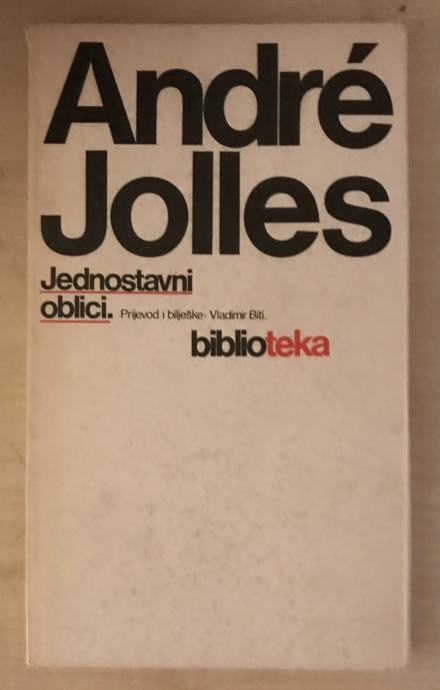 André
Jolles
Jednostavni
oblici. Prijevod i bilješke: Vladimir Biti.
biblioteka